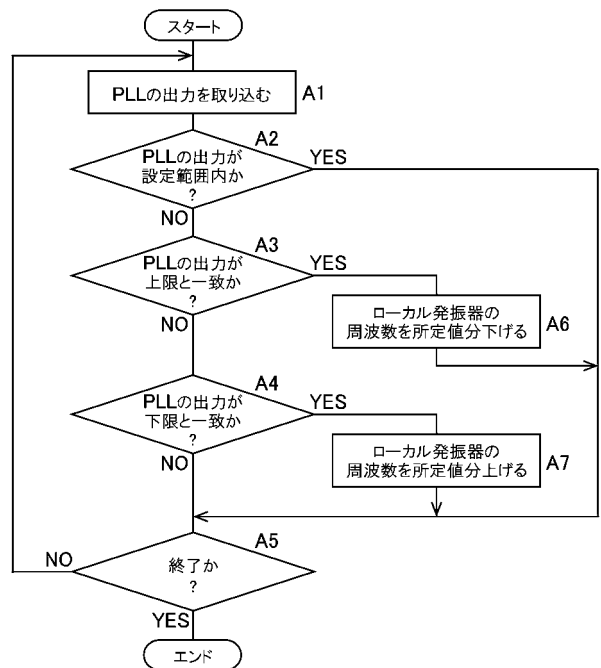 スタート
PLLの出力を取り込む
A1
A2
PLLの出力が
設定範囲内か
?
YES
NO
A3
PLLの出力が
上限と一致か
?
YES
NO
ローカル発振器の
周波数を所定値分下げる
A6
A4
PLLの出力が
下限と一致か
?
YES
NO
ローカル発振器の
周波数を所定値分上げる
A7
A5
終了か
?
NO
YES
エンド